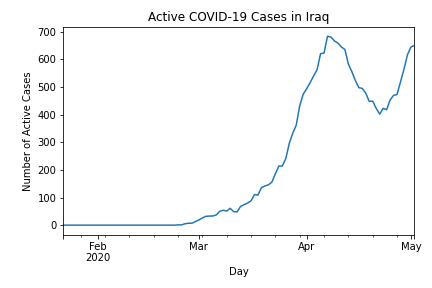 Active COVID-19 Cases in Iraq
Number of Active Cases
700
600
500
400
300
200
100
0
Feb
2020
Mar
Apr
May
Day